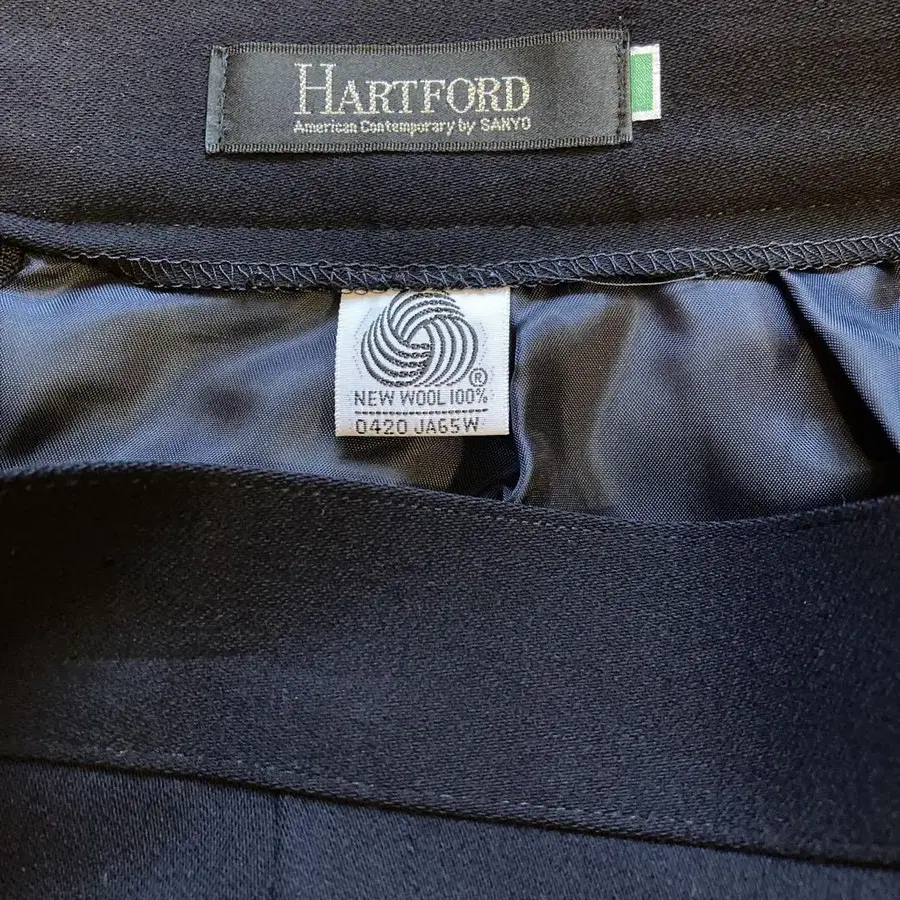 HARTFORD
American Contemporary by SANYO
®
NEW WOOL 100%
0420 JA65W